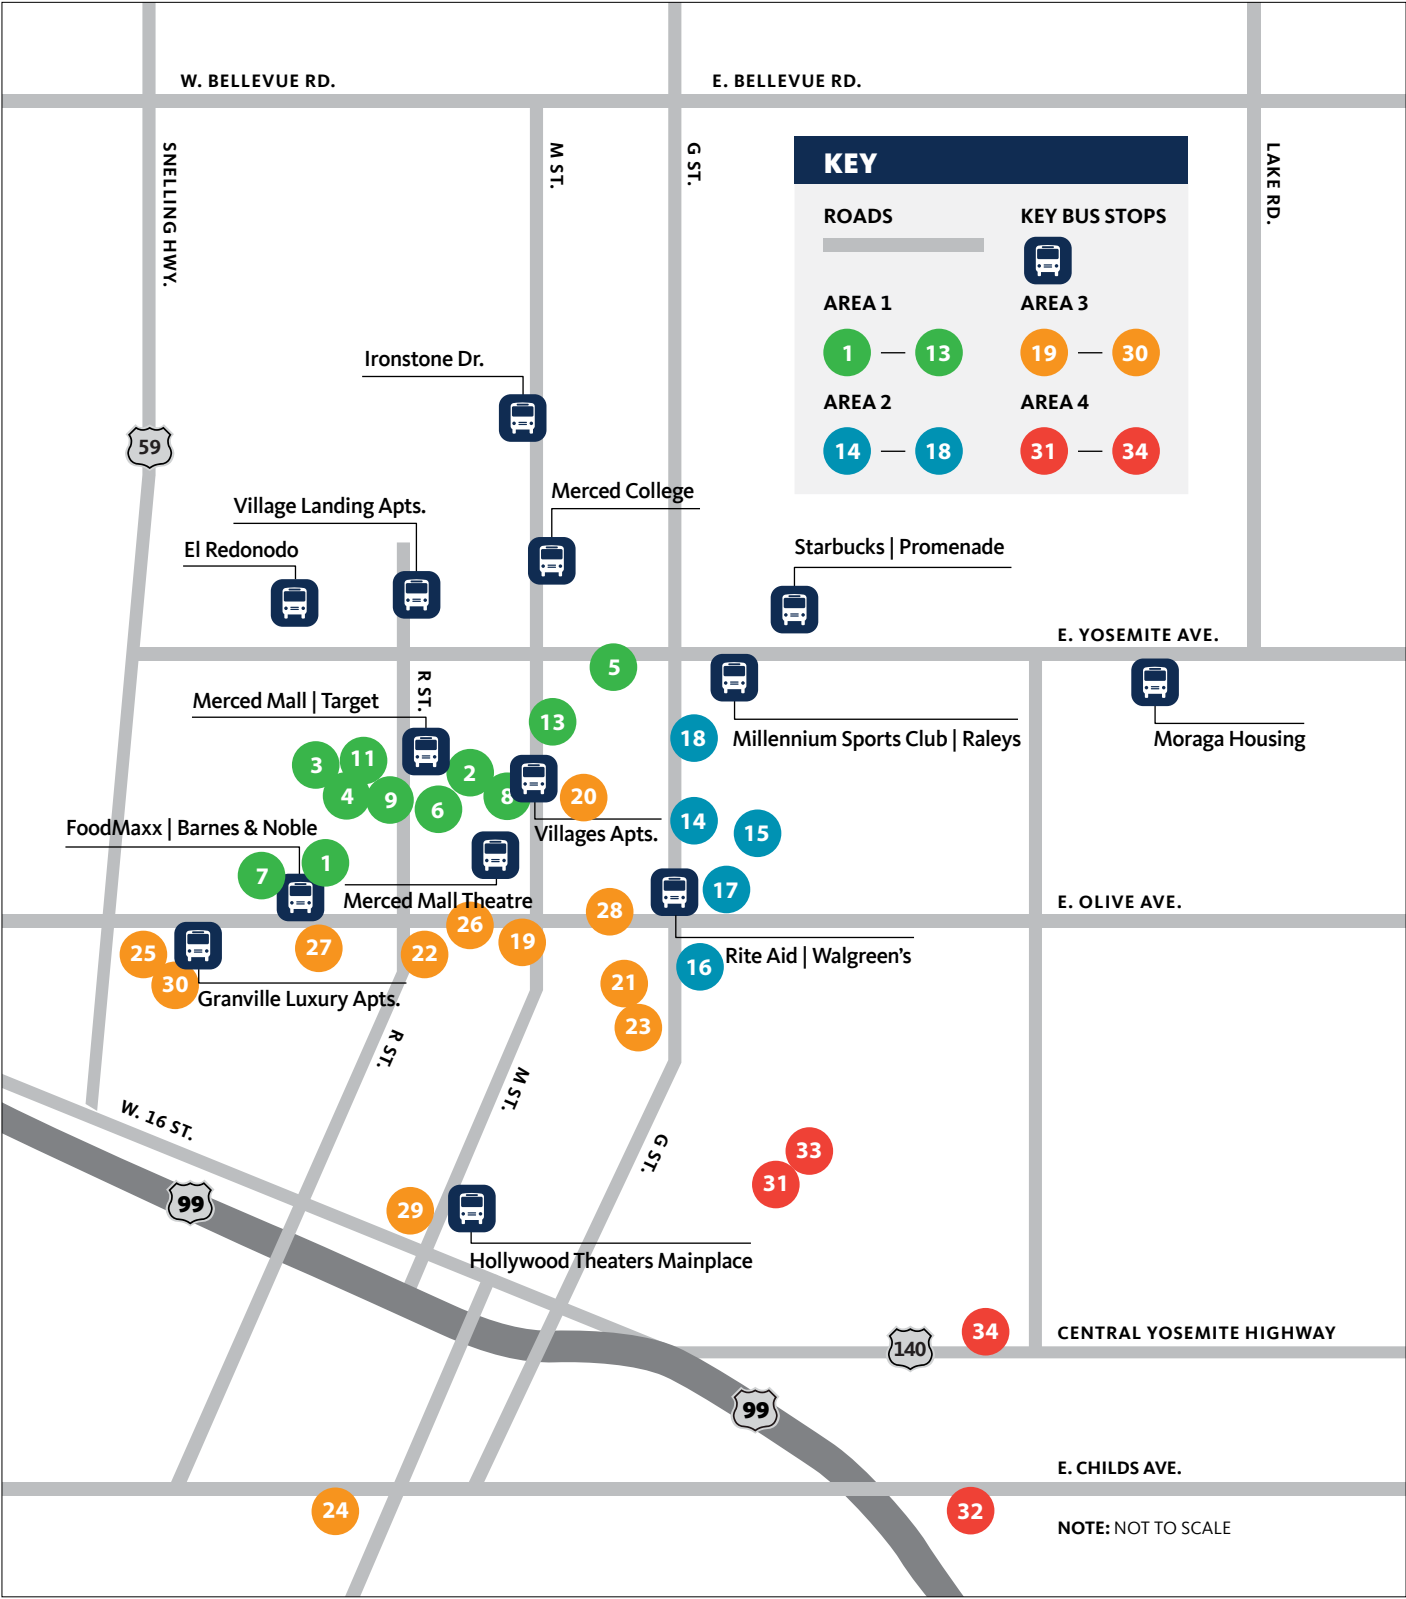 W. BELLEVUE RD.
E. BELLEVUE RD.
SNELLING HWY.
M ST.
G ST.
LAKE RD.
KEY
ROADS
KEY BUS STOPS
AREA 1
AREA 3
1 — 13
19 — 30
AREA 2
AREA 4
14 — 18
31 — 34
Ironstone Dr.
59
Merced College
Village Landing Apts.
El Redonodo
Starbucks | Promenade
E. YOSEMITE AVE.
5
R ST.
Merced Mall | Target
13
18
Millennium Sports Club | Raleys
Moraga Housing
3
11
2
4
9
6
8
20
14
15
FoodMaxx | Barnes & Noble
Villages Apts.
7
1
17
Merced Mall Theatre
28
E. OLIVE AVE.
26
25
27
22
19
Rite Aid | Walgreen's
16
30
Granville Luxury Apts.
21
23
R ST.
M ST.
W. 16 ST.
G ST.
33
31
99
29
Hollywood Theaters Mainplace
34
CENTRAL YOSEMITE HIGHWAY
140
99
E. CHILDS AVE.
24
32
NOTE: NOT TO SCALE